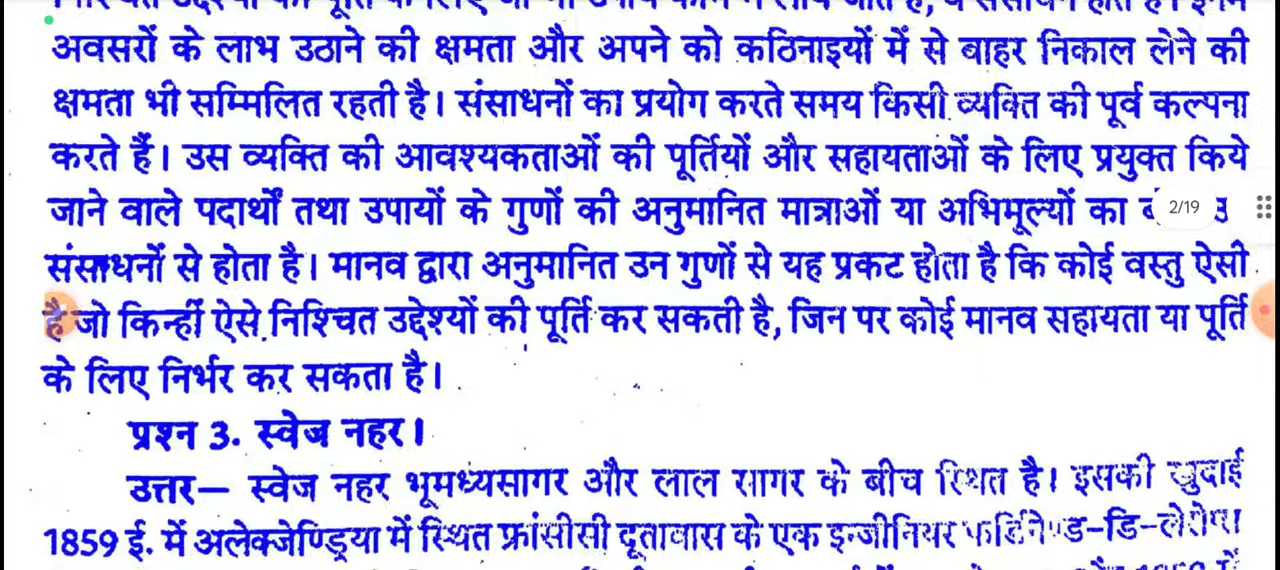 अवसरों के लाभ उठाने की क्षमता और अपने को कठिनाइयों में से बाहर निकाल लेने की
क्षमता भी सम्मिलित रहती है। संसाधनों का प्रयोग करते समय किसी व्यक्ति की पूर्व कल्पना
करते हैं। उस व्यक्ति की आवश्यकताओं की पूर्तियों और सहायताओं के लिए प्रयुक्त किये
जाने वाले पदार्थों तथा उपायों के गुणों की अनुमानित मात्राओं या अभिमूल्यों का 2/19
संसाधनों से होता है। मानव द्वारा अनुमानित उन गुणों से यह प्रकट होता है कि कोई वस्तु ऐसी
है जो किन्हीं ऐसे निश्चित उद्देश्यों की पूर्ति कर सकती है, जिन पर कोई मानव सहायता या पूर्ति
के लिए निर्भर कर सकता है।
प्रश्न 3. स्वेज नहर।
उत्तर— स्वेज नहर भूमध्यसागर और लाल सागर के बीच स्थित है। इसकी खुदाई
1859 ई. में अलेक्जेण्ड्रिया में स्थित फ्रांसीसी दूतावास के एक इन्जीनियर